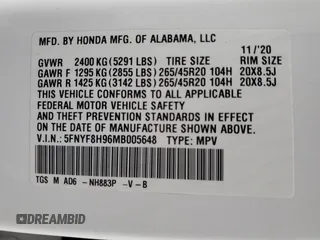 MFD. BY HONDA MFG. OF ALABAMA, LLC
11/'20
GVWR 2400 KG(5291 LBS) TIRE SIZE RIM SIZE
GAWR F 1295 KG(2855 LBS) 265/45R20 104H 20X8.5J
GAWR R 1425 KG(3142 LBS) 265/45R20 104H 20X8.5J
THIS VEHICLE CONFORMS TO ALL APPLICABLE
FEDERAL MOTOR VEHICLE SAFETY AND
THEFT PREVENTION STANDARDS IN EFFECT ON
THE DATE OF MANUFACTURE SHOWN ABOVE.
V.I.N.: 5FNYF8H96MB005648 TYPE: MPV
TGS M AD6 - NH883P -V-B
DREAMBID